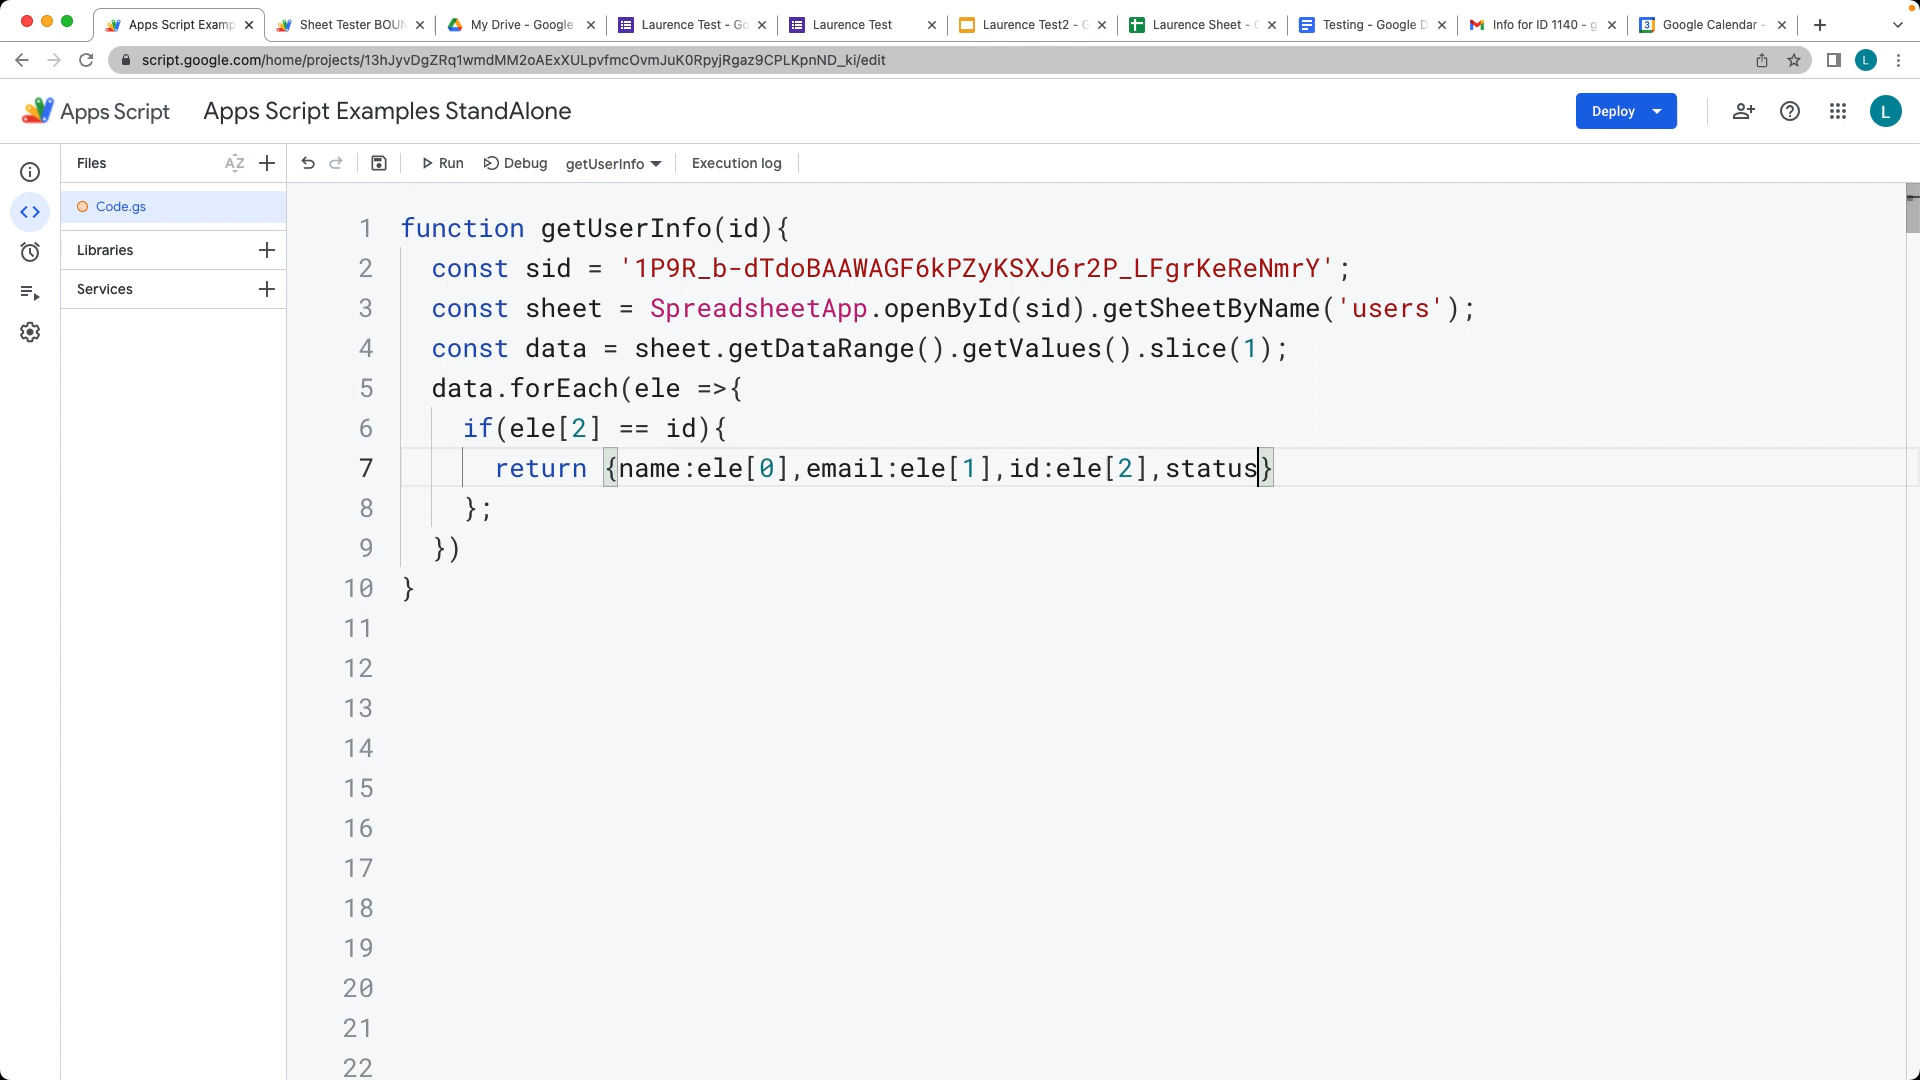 Apps Script Examp
Sheet Tester BOUN
My Drive - Google
Laurence Test - Go
Laurence Test
Laurence Test2 - G
Laurence Sheet - G
Testing - Google D
Info for ID 1140 - g
3 Google Calendar -
script.google.com/home/projects/13hJyvDgZRq1wmdMM2oAExXULpvfmcOvmJuK0RpyjRgaz9CPLKpnND_ki/edit
L
Apps Script
Apps Script Examples StandAlone
Deploy
L
Files
AZ
Run
Debug
getUserInfo
Execution log
Code.gs
Libraries
Services
1 function getUserInfo(id){
2 const sid = '1P9R_b-dTdoBAAWAGF6kPZyKSXJ6r2P_LFgrKeReNmrY';
3 const sheet = SpreadsheetApp.openById(sid).getSheetByName('users');
4 const data = sheet.getDataRange().getValues().slice(1);
5 data.forEach(ele =>{
6 if(ele[2] == id){
7 return {name:ele[0],email:ele[1],id:ele[2],status}
8 };
9 })
10 }
11
12
13
14
15
16
17
18
19
20
21
22